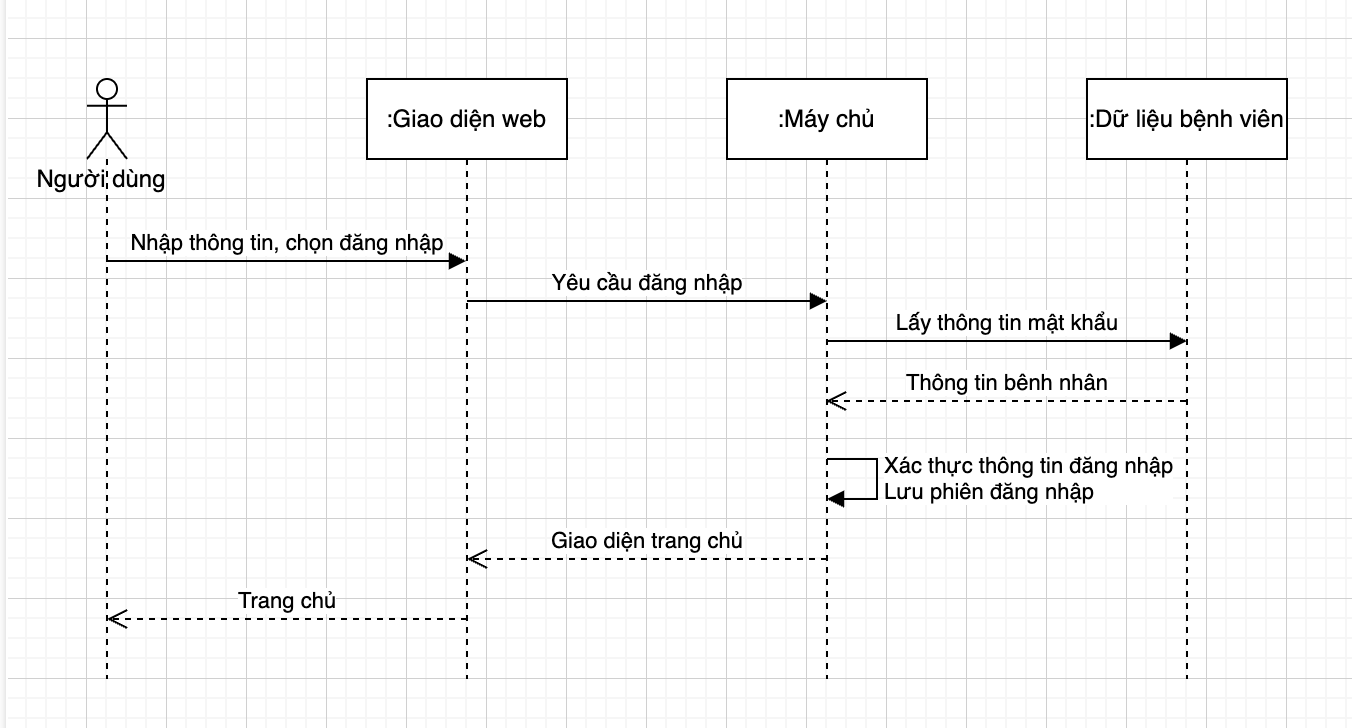 :Giao diện web
:Máy chủ
:Dữ liệu bệnh viên
Người dùng
Nhập thông tin, chọn đăng nhập
Yêu cầu đăng nhập
Lấy thông tin mật khẩu
Thông tin bênh nhân
Xác thực thông tin đăng nhập
Lưu phiên đăng nhập
Giao diện trang chủ
Trang chủ